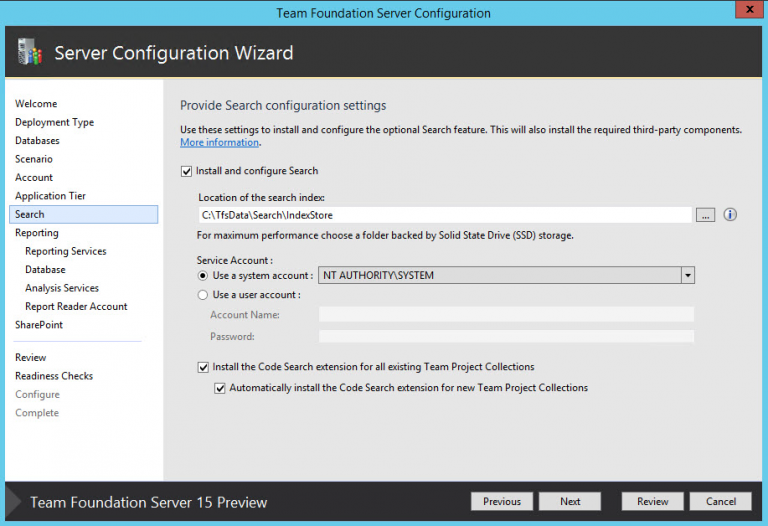 Team Foundation Server Configuration
x
Server Configuration Wizard
Welcome
Deployment Type
Databases
Scenario
Account
Application Tier
Search
Reporting
Reporting Services
Database
Analysis Services
Report Reader Account
SharePoint
Review
Readiness Checks
Configure
Complete
Provide Search configuration settings
Use these settings to install and configure the optional Search feature. This will also install the required third-party components.
More information.
Install and configure Search
Location of the search index:
C:\TfsData\Search\IndexStore
...
i
For maximum performance choose a folder backed by Solid State Drive (SSD) storage.
Service Account :
Use a system account :
NT AUTHORITY\SYSTEM
Use a user account :
Account Name:
Password:
Install the Code Search extension for all existing Team Project Collections
Automatically install the Code Search extension for new Team Project Collections
Team Foundation Server 15 Preview
Previous
Next
Review
Cancel